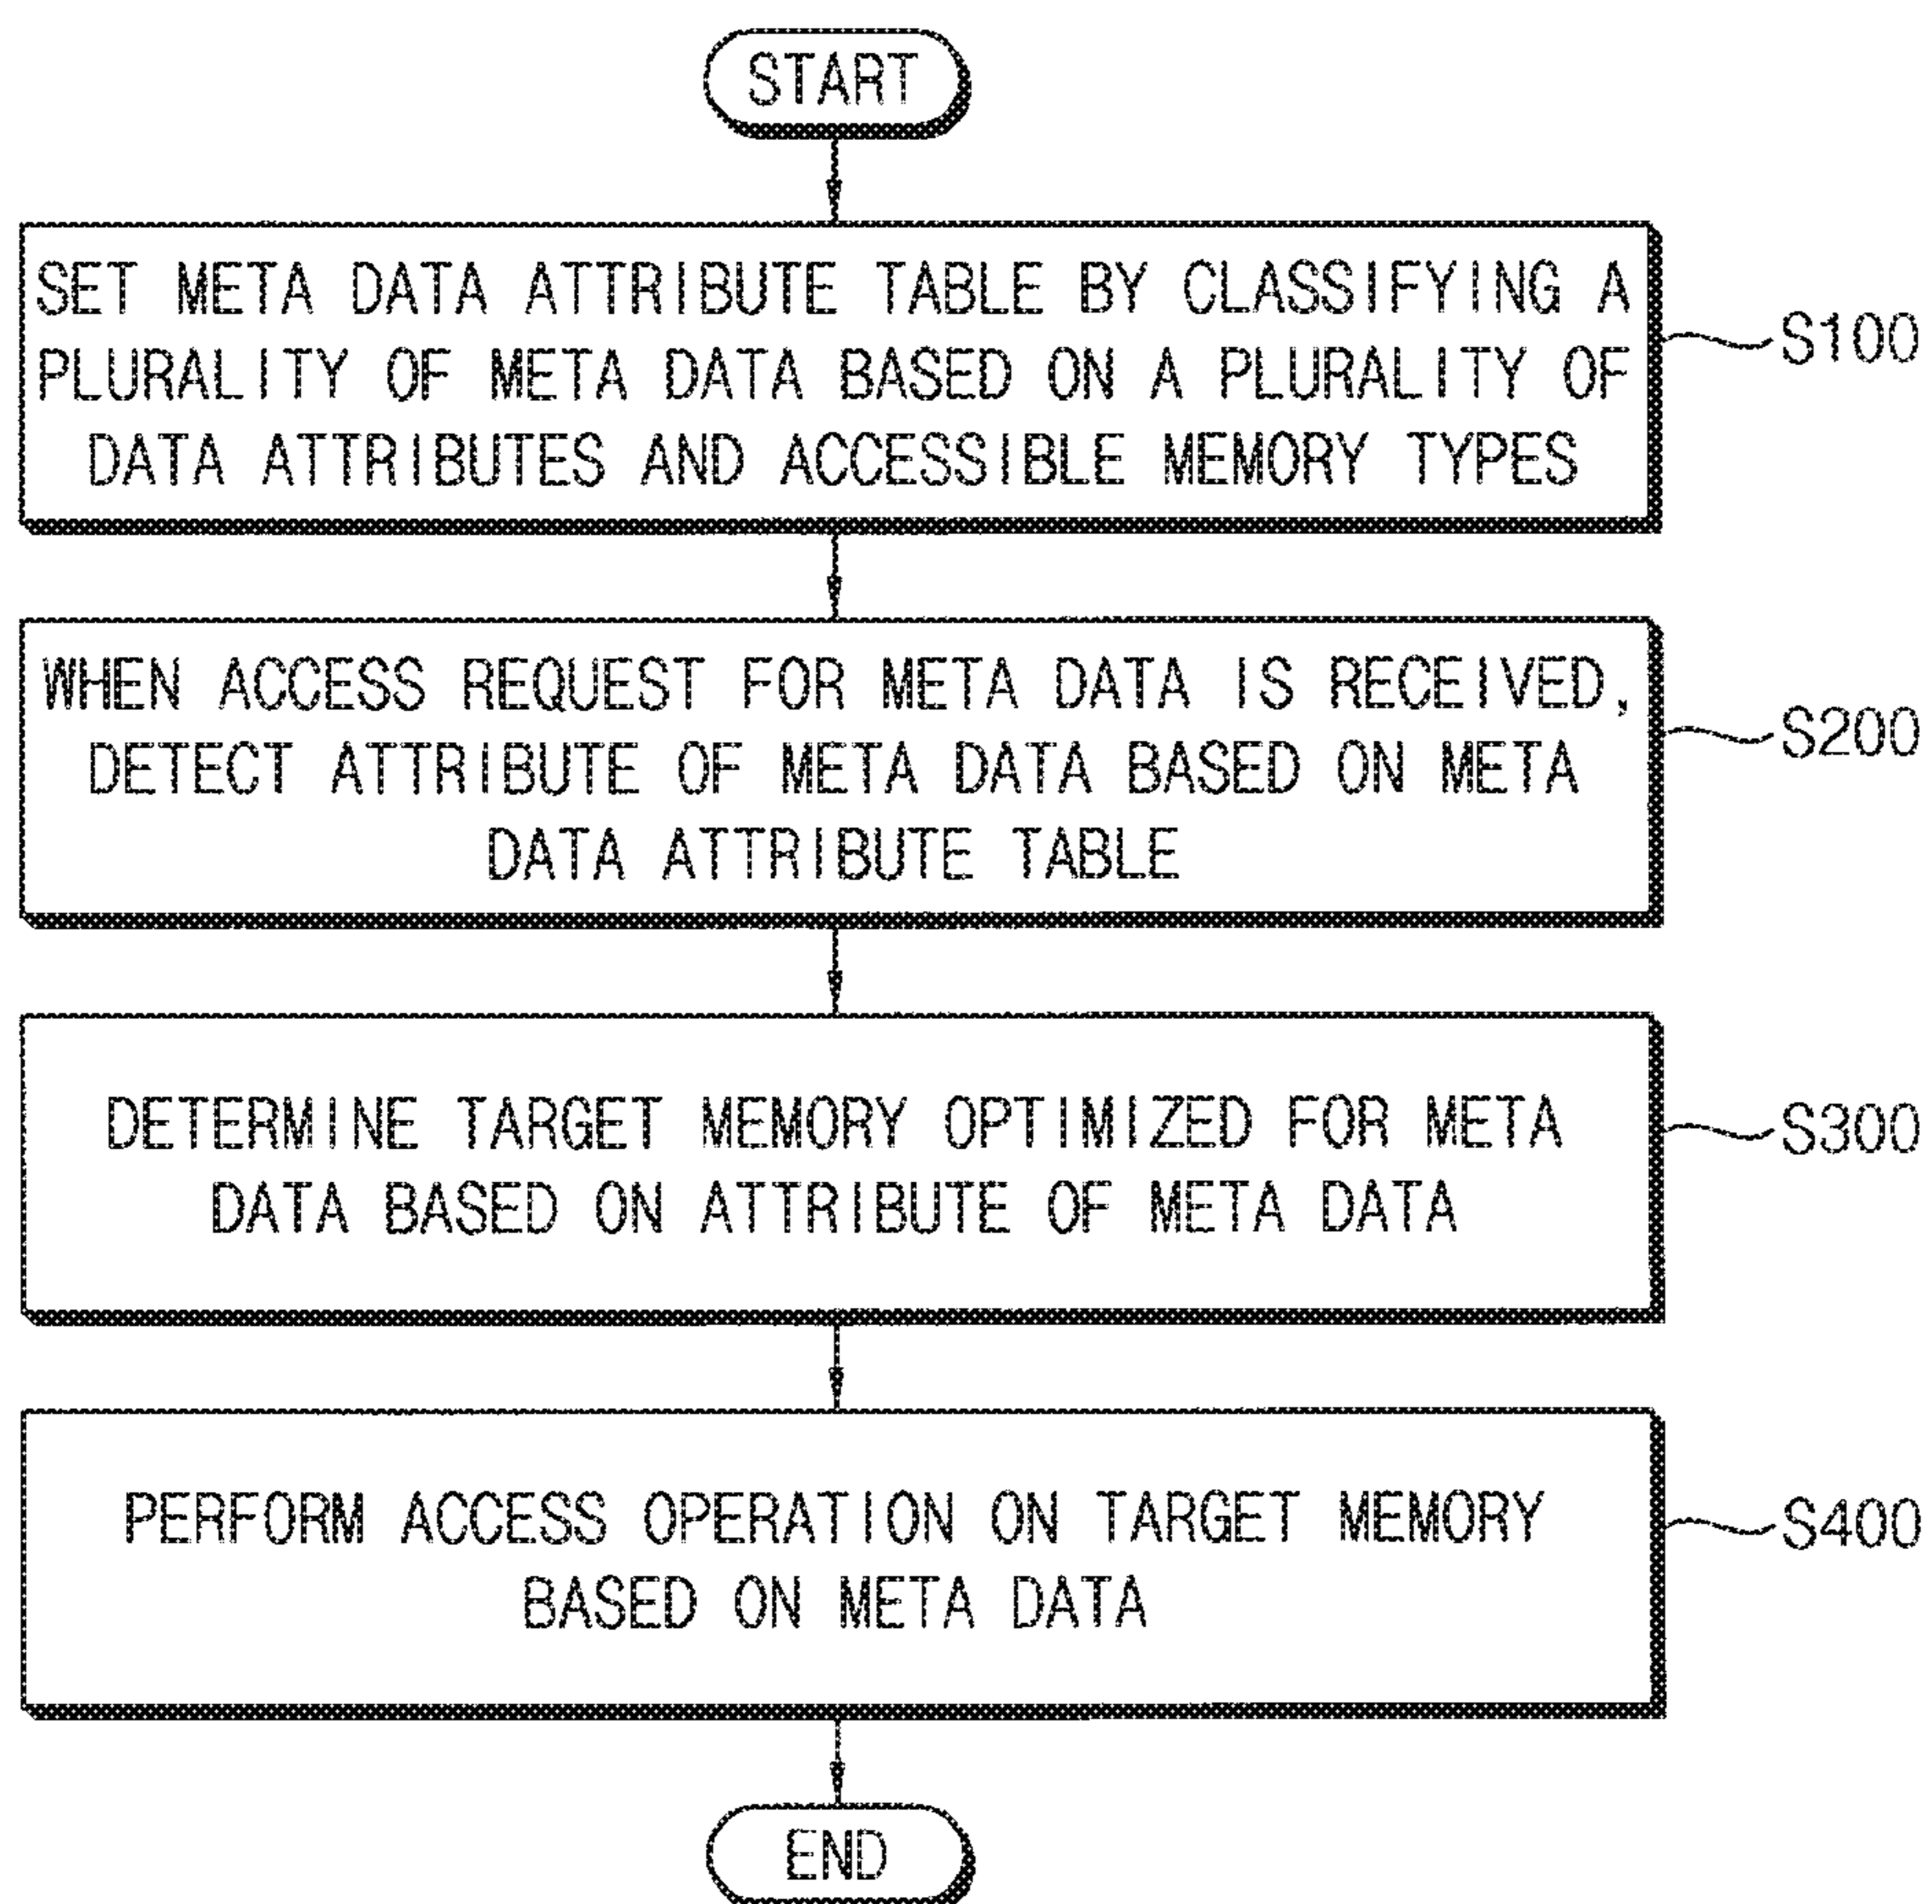 START
SET META DATA ATTRIBUTE TABLE BY CLASSIFYING A
PLURALITY OF META DATA BASED ON A PLURALITY OF
DATA ATTRIBUTES AND ACCESSIBLE MEMORY TYPES
S100
WHEN ACCESS REQUEST FOR META DATA IS RECEIVED,
DETECT ATTRIBUTE OF META DATA BASED ON META
DATA ATTRIBUTE TABLE
S200
DETERMINE TARGET MEMORY OPTIMIZED FOR META
DATA BASED ON ATTRIBUTE OF META DATA
S300
PERFORM ACCESS OPERATION ON TARGET MEMORY
BASED ON META DATA
S400
END